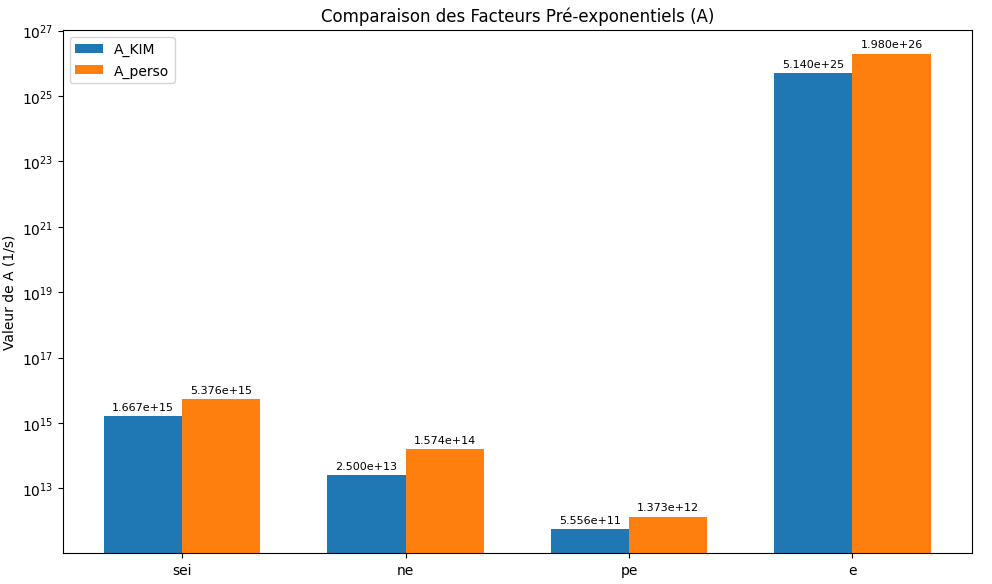 Comparaison des Facteurs Pré-exponentiels (A)
A_KIM
A_perso
Valeur de A (1/s)
10^27
10^25
10^23
10^21
10^19
10^17
10^15
10^13
1.667e+15
5.376e+15
2.500e+13
1.574e+14
5.556e+11
1.373e+12
5.140e+25
1.980e+26
sei
ne
pe
e